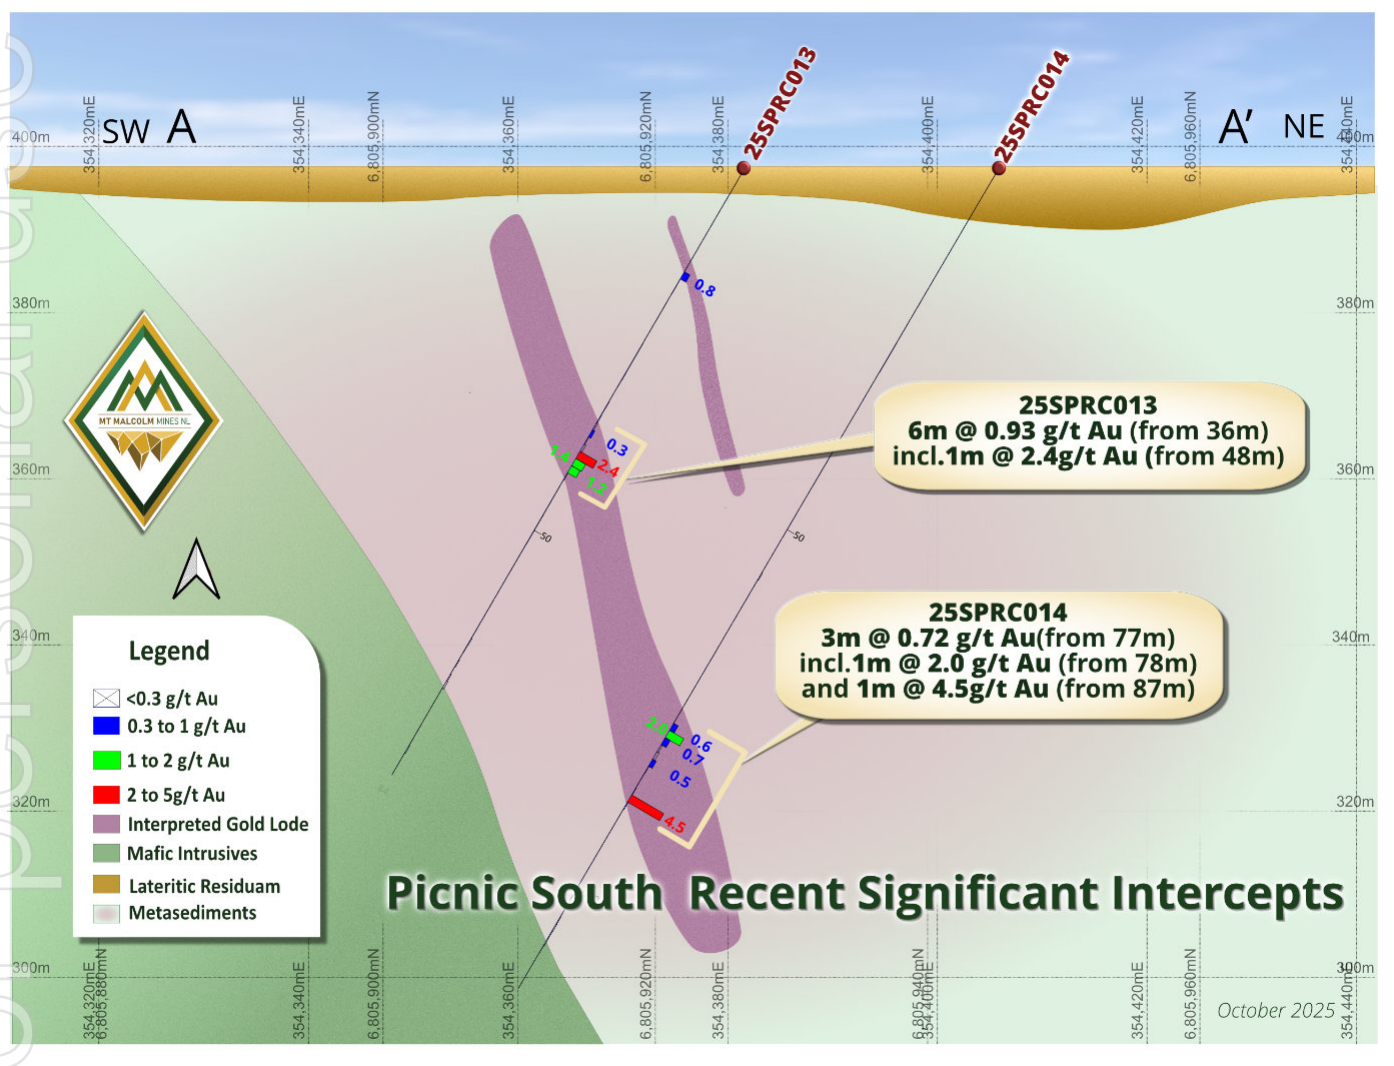 25SPRC013
25SPRC014
SW A
A' NE
354,320mE
354,340mE
6,805,900mN
354,360mE
6,805,920mN
354,380mE
354,400mE
354,420mE
6,805,960mN
354,440mE
400m
400m
380m
380m
360m
360m
340m
340m
320m
320m
300m
300m
0.8
0.3
1.4
2.4
1.2
50
50
MT MALCOLM MINES NL
25SPRC013
6m @ 0.93 g/t Au (from 36m)
incl.1m @ 2.4g/t Au (from 48m)
25SPRC014
3m @ 0.72 g/t Au(from 77m)
incl.1m @ 2.0 g/t Au (from 78m)
and 1m @ 4.5g/t Au (from 87m)
2.0
0.6
0.7
0.5
4.5
Legend
<0.3 g/t Au
0.3 to 1 g/t Au
1 to 2 g/t Au
2 to 5g/t Au
Interpreted Gold Lode
Mafic Intrusives
Lateritic Residuam
Metasediments
Picnic South Recent Significant Intercepts
354,320mE
6,805,880mN
354,340mE
6,805,900mN
354,360mE
6,805,920mN
354,380mE
6,805,940mN
354,400mE
354,420mE
6,805,960mN
354,440mE
October 2025